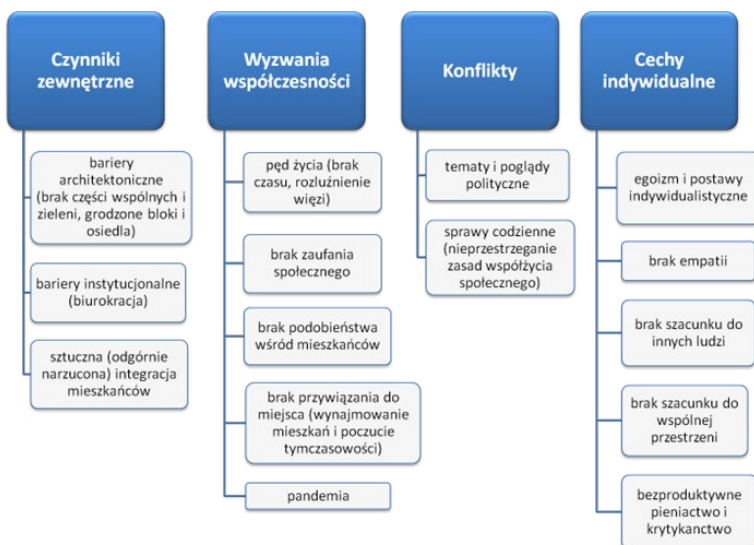 Czynniki
zewnętrzne
bariery
architektoniczne
(brak części wspólnych i
zieleni, grodzone bloki i
osiedla)
bariery instytucjonalne
(biurokracja)
sztuczna (odgórnie
narzucona) integracja
mieszkańców
Wyzwania
współczesności
pęd życia (brak
czasu, rozluźnienie
więzi)
brak zaufania
społecznego
brak podobieństwa
wśród mieszkańców
brak przywiązania do
miejsca (wynajmowanie
mieszkań i poczucie
tymczasowości)
pandemia
Konflikty
tematy i poglądy
polityczne
sprawy codzienne
(nieprzestrzeganie
zasad współżycia
społecznego)
Cechy
indywidualne
egoizm i postawy
indywidualistyczne
brak empatii
brak szacunku do
innych ludzi
brak szacunku do
wspólnej
przestrzeni
bezproduktywne
pieniactwo i
krytykanctwo